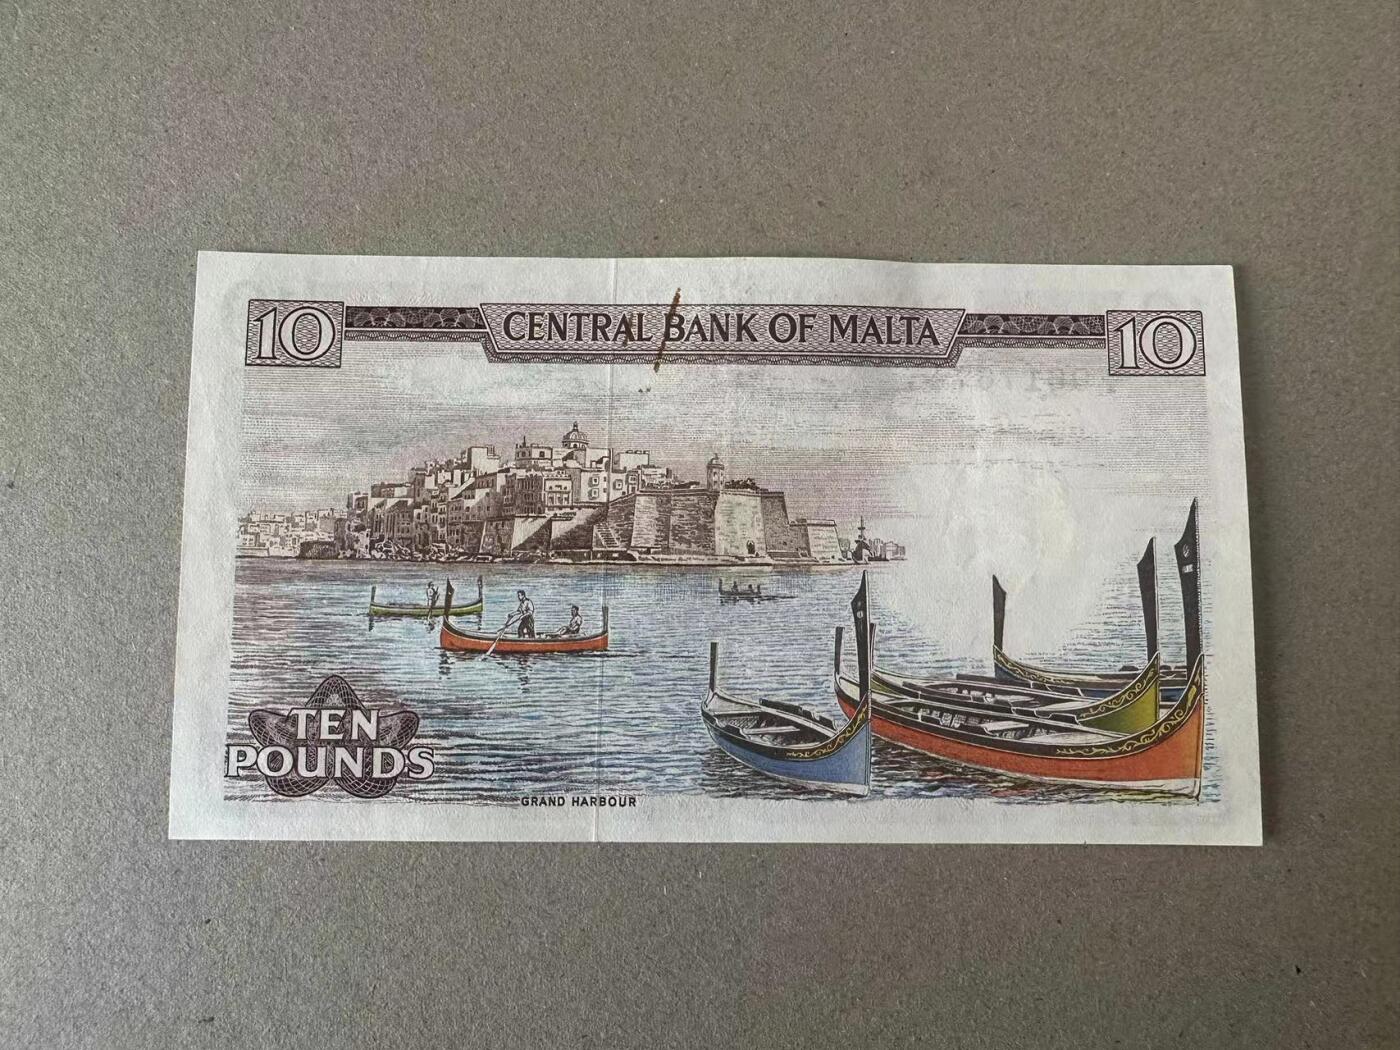 10 CENTRAL BANK OF MALTA 10
TEN
POUNDS
GRAND HARBOUR